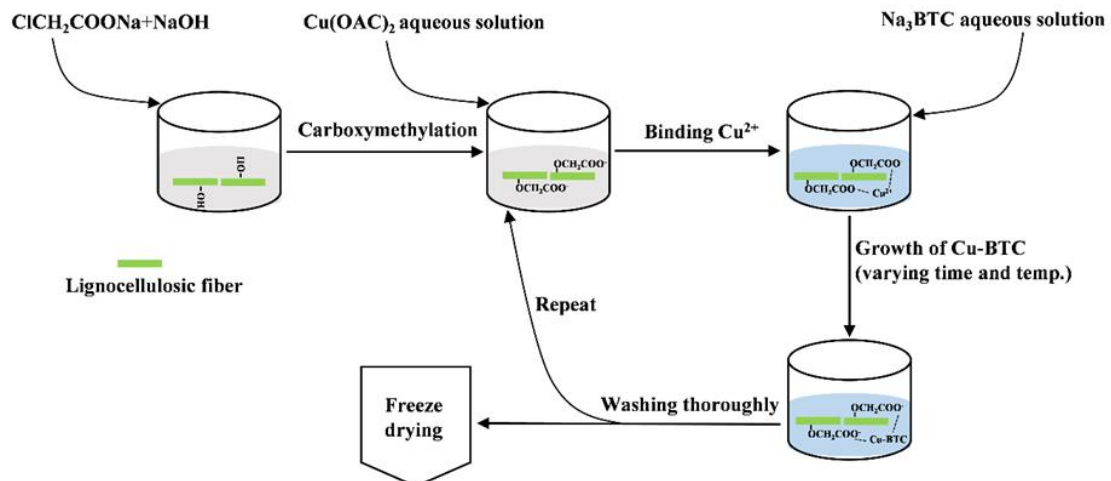 ClCH₂COONa+NaOH
Cu(OAC)₂ aqueous solution
Na₃BTC aqueous solution
Carboxymethylation
Binding Cu²⁺
-OH
-OH
OCH₂COO⁻
OCH₂COO⁻
OCH₂COO
OCH₂COO
Cu²⁺
Growth of Cu-BTC
(varying time and temp.)
Lignocellulosic fiber
Repeat
Freeze
drying
Washing thoroughly
OCH₂COO⁻
OCH₂COO⁻
Cu-BTC